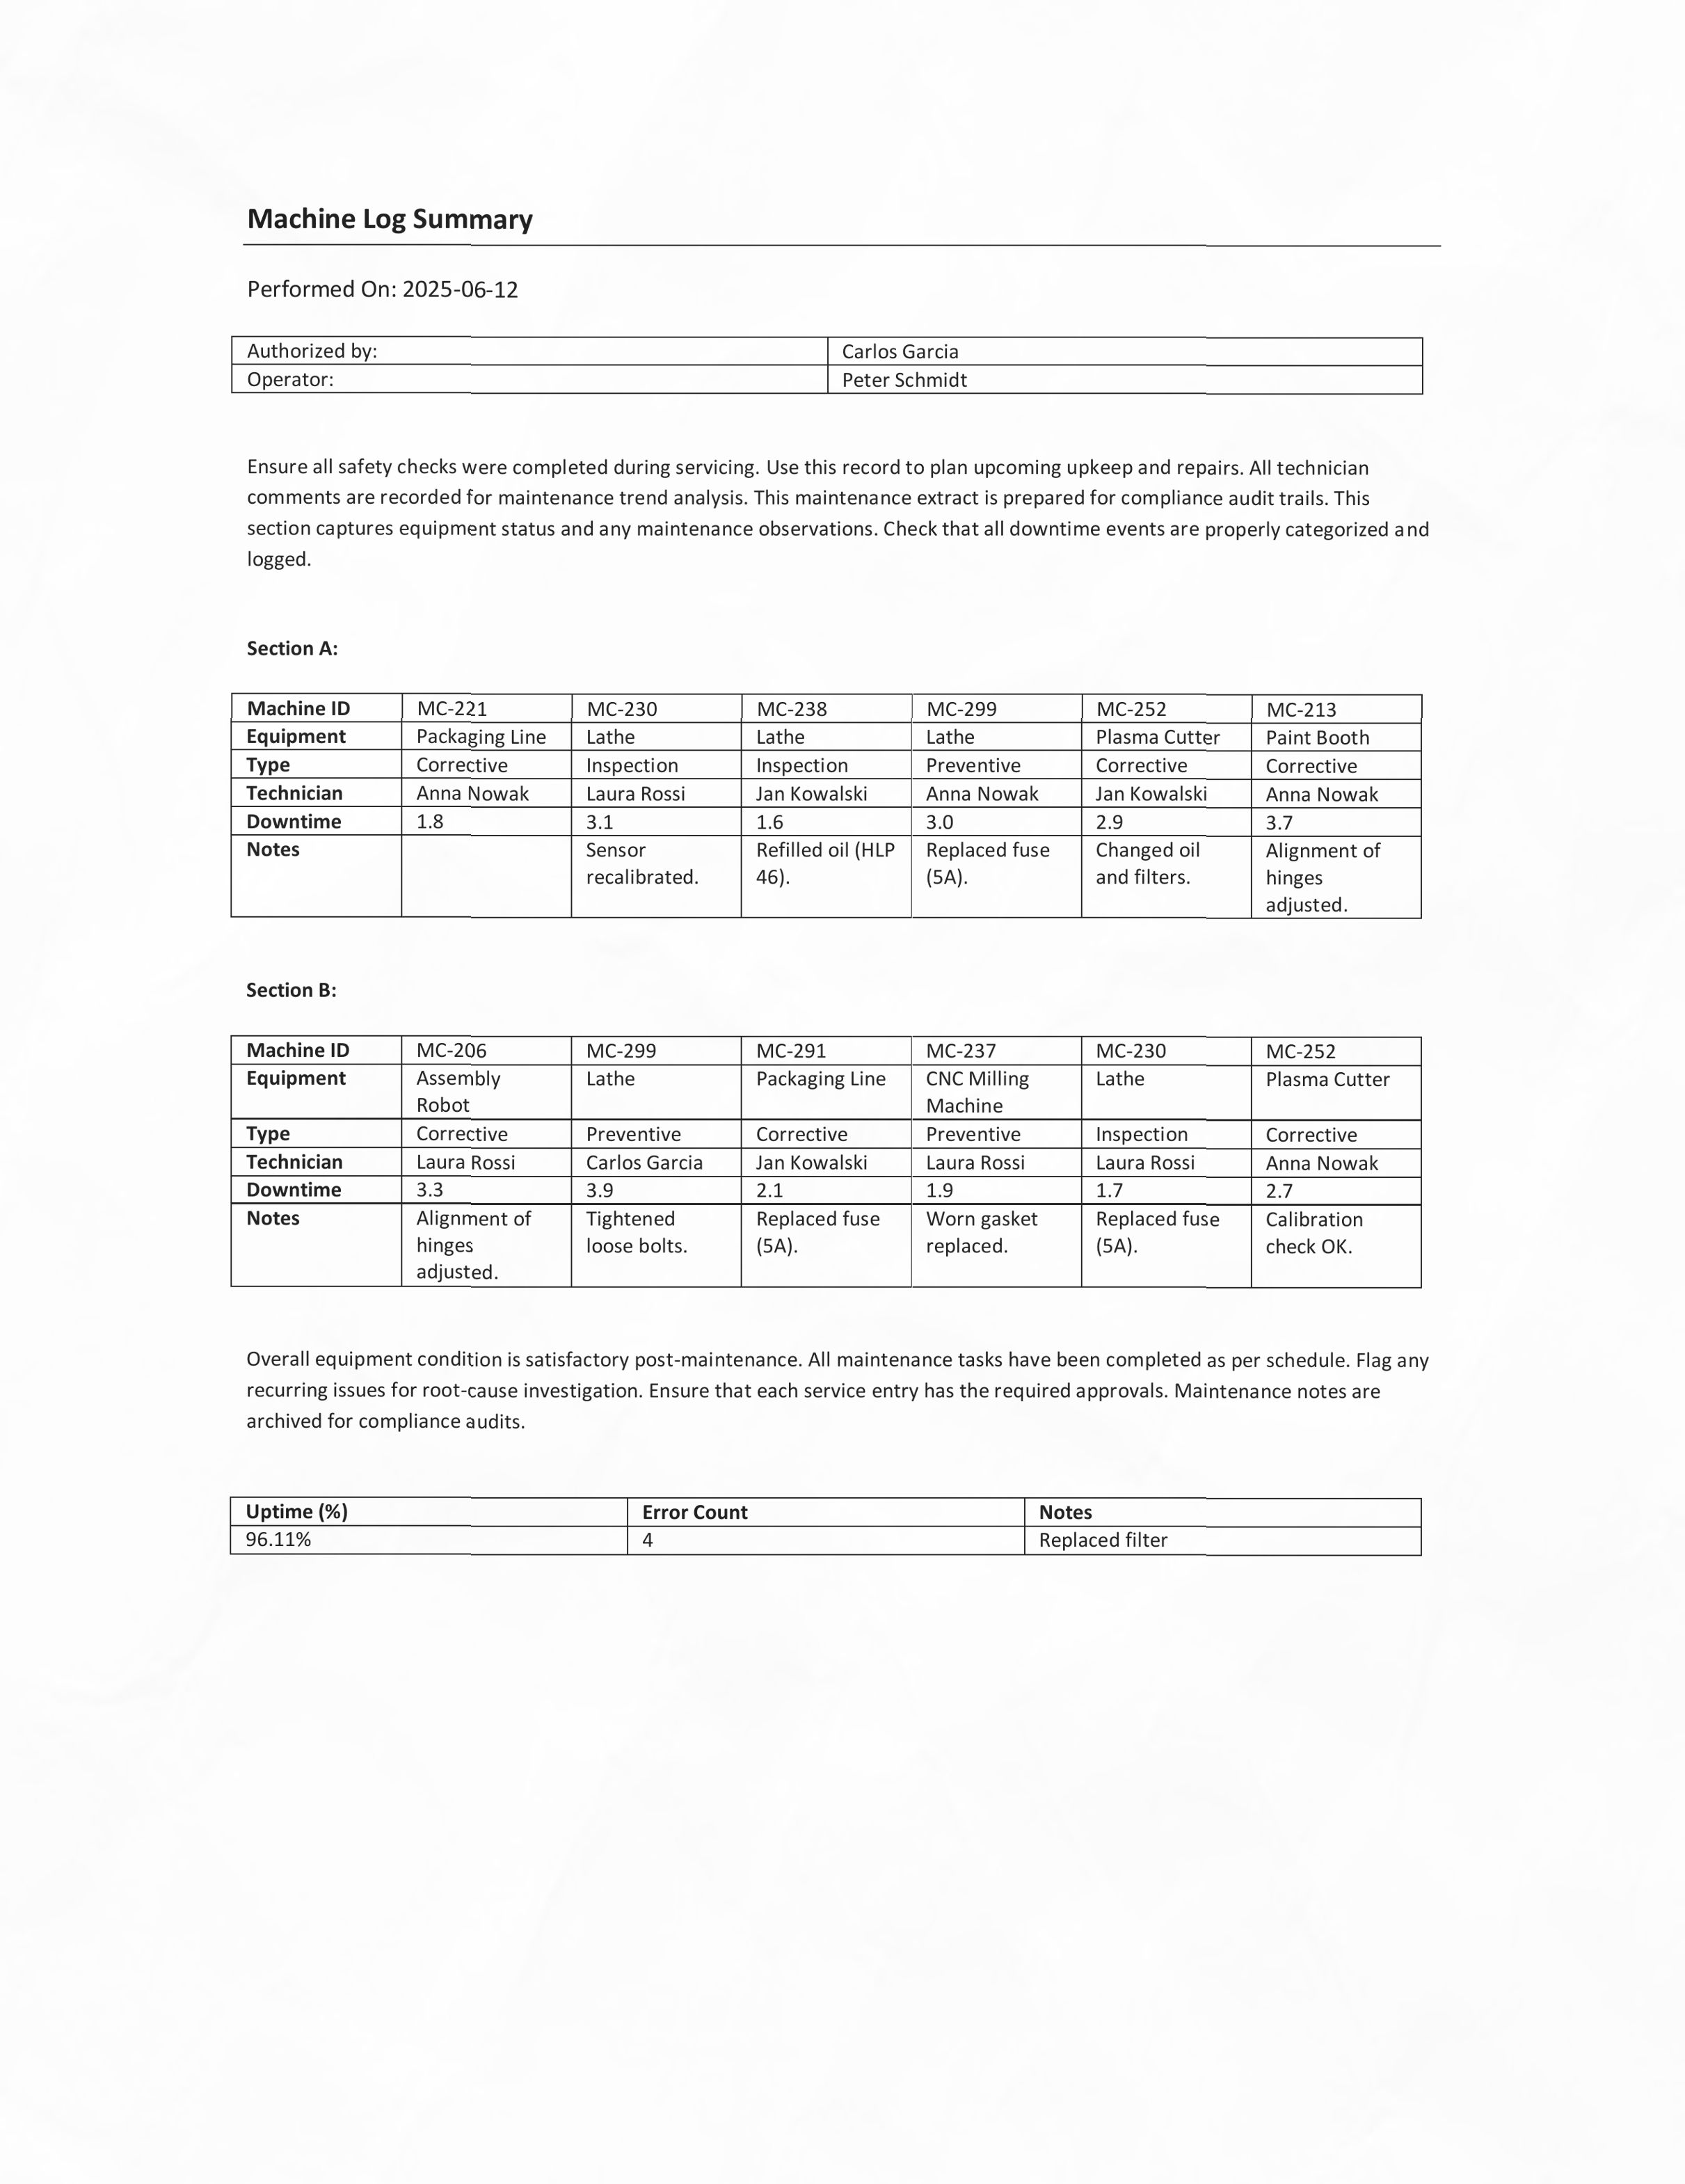 Machine Log Summary
Performed On: 2025-06-12
Authorized by: Carlos Garcia
Operator: Peter Schmidt
Ensure all safety checks were completed during servicing. Use this record to plan upcoming upkeep and repairs. All technician
comments are recorded for maintenance trend analysis. This maintenance extract is prepared for compliance audit trails. This
section captures equipment status and any maintenance observations. Check that all downtime events are properly categorized and
logged.
Section A:
Machine ID MC-221 MC-230 MC-238 MC-299 MC-252 MC-213
Equipment Packaging Line Lathe Lathe Lathe Plasma Cutter Paint Booth
Type Corrective Inspection Inspection Preventive Corrective Corrective
Technician Anna Nowak Laura Rossi Jan Kowalski Anna Nowak Jan Kowalski Anna Nowak
Downtime 1.8 3.1 1.6 3.0 2.9 3.7
Notes Sensor Refilled oil (HLP Replaced fuse Changed oil Alignment of
recalibrated. 46). (5A). and filters. hinges
adjusted.
Section B:
Machine ID MC-206 MC-299 MC-291 MC-237 MC-230 MC-252
Equipment Assembly Lathe Packaging Line CNC Milling Lathe Plasma Cutter
Robot Machine
Type Corrective Preventive Corrective Preventive Inspection Corrective
Technician Laura Rossi Carlos Garcia Jan Kowalski Laura Rossi Laura Rossi Anna Nowak
Downtime 3.3 3.9 2.1 1.9 1.7 2.7
Notes Alignment of Tightened Replaced fuse Worn gasket Replaced fuse Calibration
hinges loose bolts. (5A). replaced. (5A). check OK.
adjusted.
Overall equipment condition is satisfactory post-maintenance. All maintenance tasks have been completed as per schedule. Flag any
recurring issues for root-cause investigation. Ensure that each service entry has the required approvals. Maintenance notes are
archived for compliance audits.
Uptime (%) Error Count Notes
96.11% 4 Replaced filter